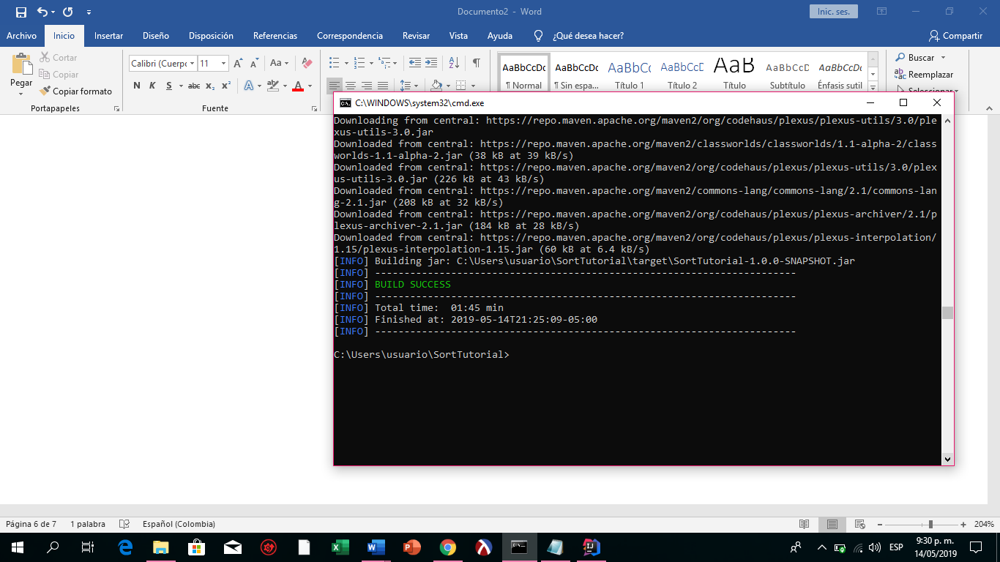 Documento2 - Word
Inic. ses.
Archivo Inicio Insertar Diseño Disposición Referencias Correspondencia Revisar Vista Ayuda ¿Qué desea hacer? Compartir
Pegar
Cortar
Copiar
Copiar formato
Portapapeles
Calibri (Cuerpo 11
Aa
N K S abc x₂ x²
Fuente
AaBbCcDc AaBbCcDc AaBbCc AaBbCcD AaB AaBbCcD AaBbCcDc
¶ Normal ¶ Sin espa... Título 1 Título 2 Título Subtítulo Énfasis sutil
Buscar
Reemplazar
Seleccionar
C:\WINDOWS\system32\cmd.exe
Downloading from central: https://repo.maven.apache.org/maven2/org/codehaus/plexus/plexus-utils/3.0/ple
xus-utils-3.0.jar
Downloaded from central: https://repo.maven.apache.org/maven2/classworlds/classworlds/1.1-alpha-2/class
worlds-1.1-alpha-2.jar (38 kB at 39 kB/s)
Downloaded from central: https://repo.maven.apache.org/maven2/org/codehaus/plexus/plexus-utils/3.0/plex
us-utils-3.0.jar (226 kB at 43 kB/s)
Downloaded from central: https://repo.maven.apache.org/maven2/commons-lang/commons-lang/2.1/commons-lan
g-2.1.jar (208 kB at 32 kB/s)
Downloaded from central: https://repo.maven.apache.org/maven2/org/codehaus/plexus/plexus-archiver/2.1/p
lexus-archiver-2.1.jar (184 kB at 28 kB/s)
Downloaded from central: https://repo.maven.apache.org/maven2/org/codehaus/plexus/plexus-interpolation/
1.15/plexus-interpolation-1.15.jar (60 kB at 6.4 kB/s)
[INFO] Building jar: C:\Users\usuario\SortTutorial\target\SortTutorial-1.0.0-SNAPSHOT.jar
[INFO] ------------------------------------------------------------------------
[INFO] BUILD SUCCESS
[INFO] ------------------------------------------------------------------------
[INFO] Total time:  01:45 min
[INFO] Finished at: 2019-05-14T21:25:09-05:00
[INFO] ------------------------------------------------------------------------
C:\Users\usuario\SortTutorial>
Página 6 de 7 1 palabra Español (Colombia) 204%
ESP
9:30 p. m.
14/05/2019